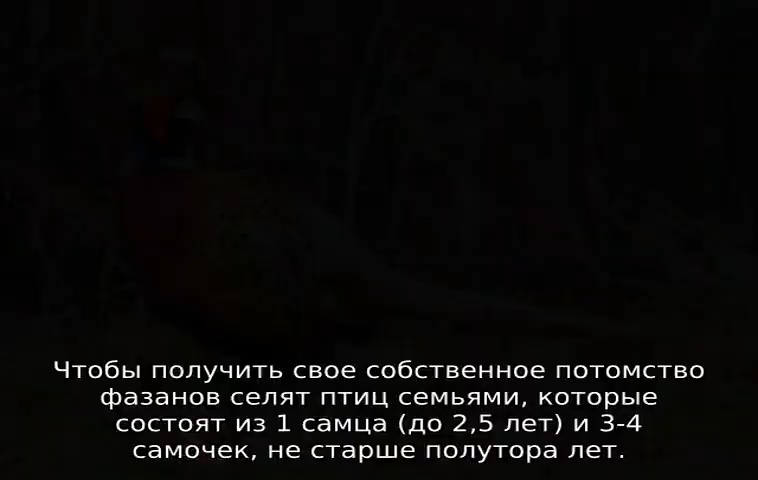 Чтобы получить свое собственное потомство
фазанов селят птиц семьями, которые
состоят из 1 самца (до 2,5 лет) и 3-4
самочек, не старше полутора лет.